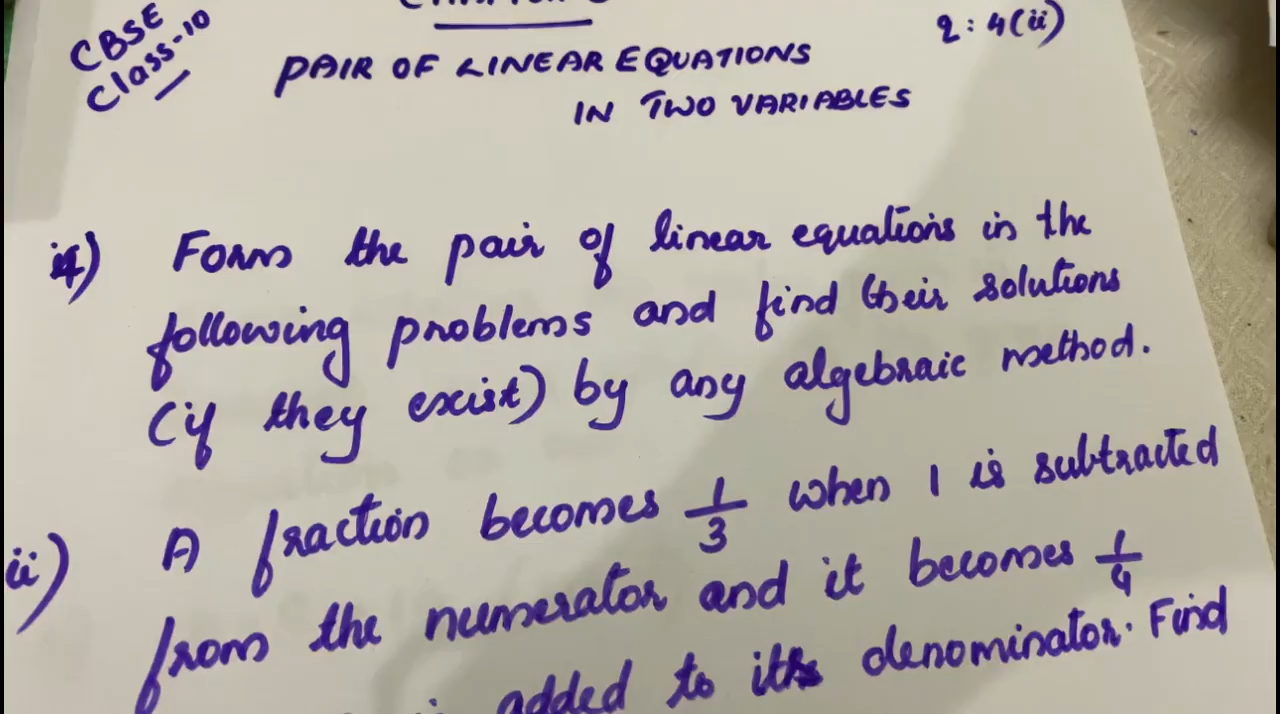 CBSE
Class-10
2:4(ii)
PAIR OF LINEAR EQUATIONS
IN TWO VARIABLES
4) Form the pair of linear equations in the
following problems and find their solutions
(if they exist) by any algebraic method.
ii) A fraction becomes 1/3 when 1 is subtracted
from the numerator and it becomes 1/4
added to its denominator. Find